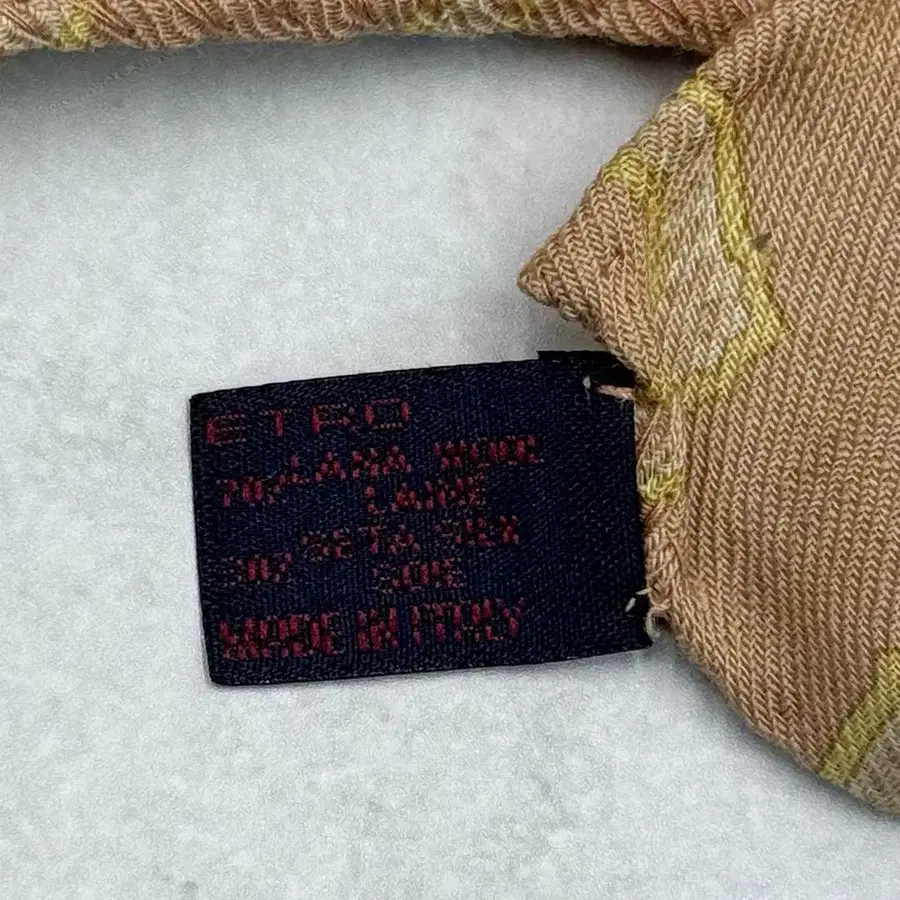 ETRO
70% LANA WOOL
LAINE
30% SETA SILK
SOIE
MADE IN ITALY